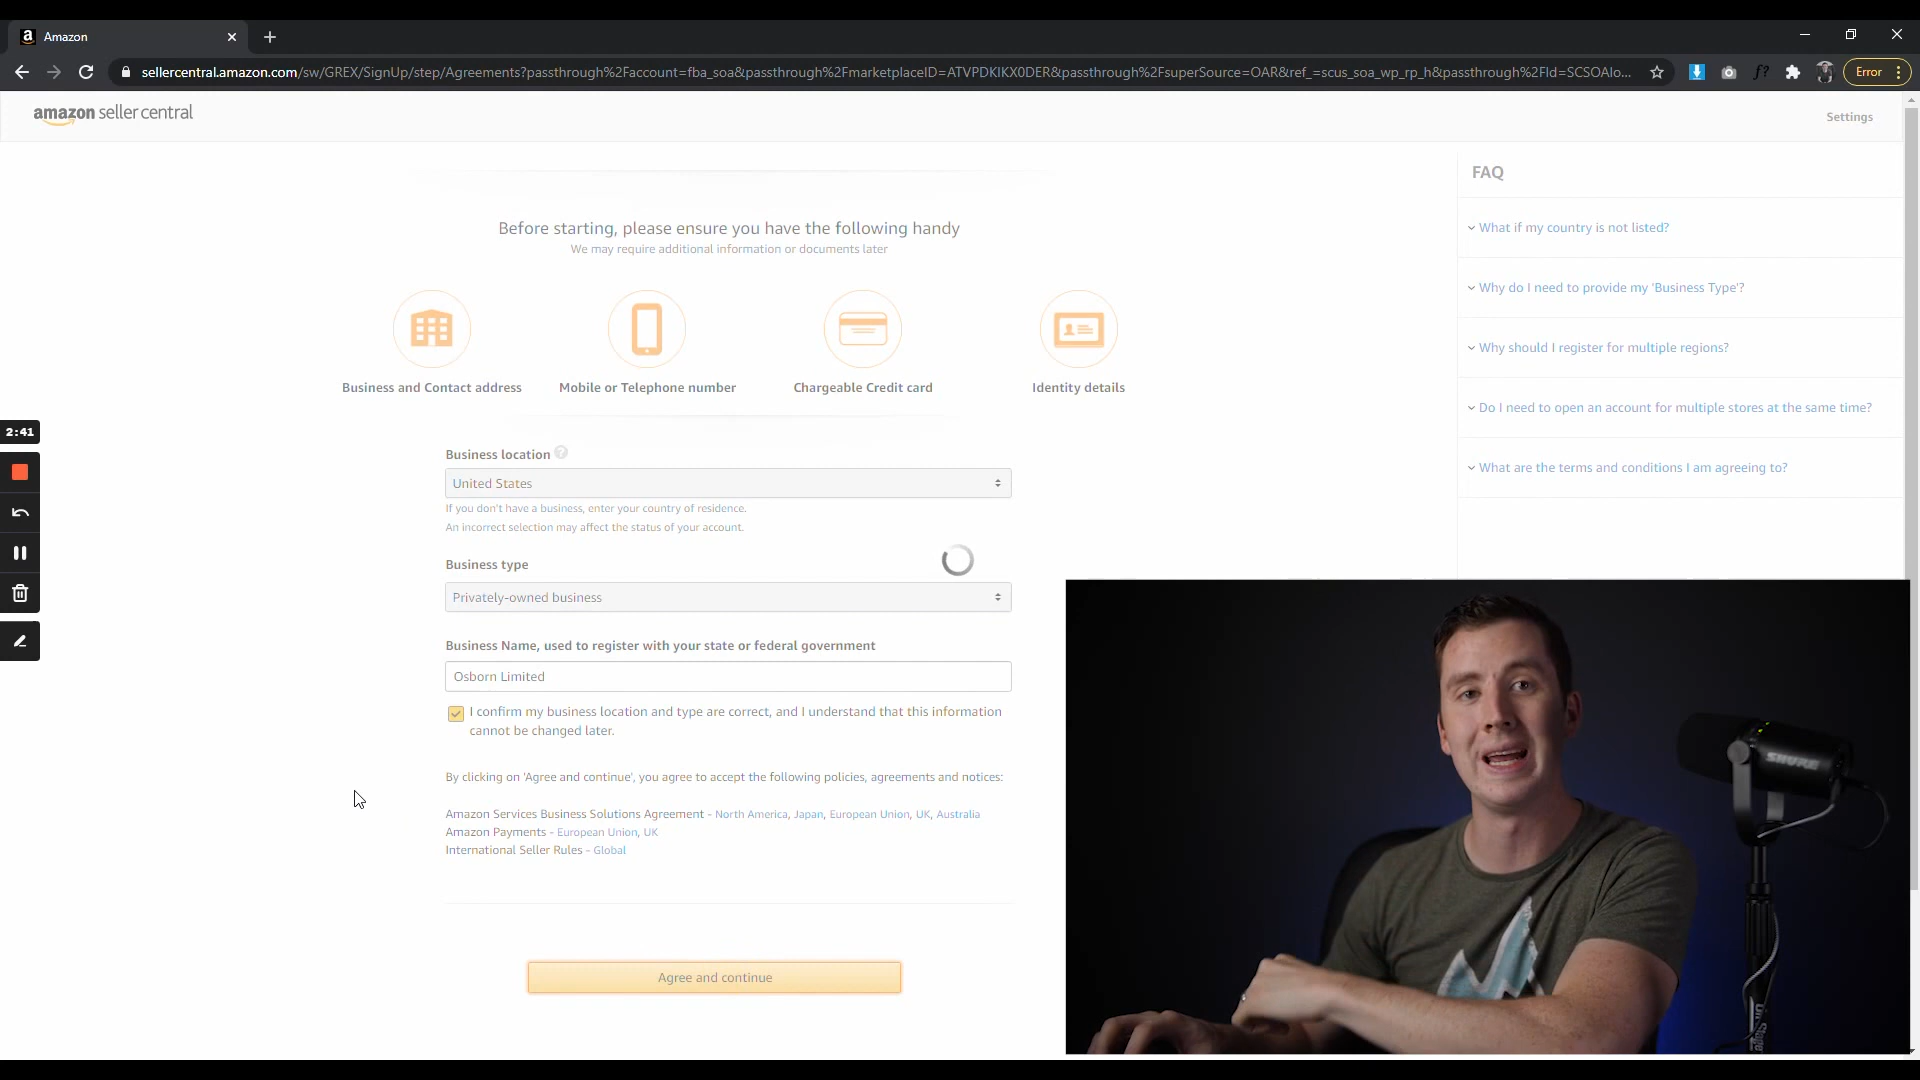 Amazon
sellercentral.amazon.com/sw/GREX/SignUp/step/Agreements?passthrough%2Faccount=fba_soa&passthrough%2FmarketplaceID=ATVPDKIKX0DER&passthrough%2FsuperSource=OAR&ref_=scus_soa_wp_rp_h&passthrough%2FId=SCSOAlo...
Error
amazon seller central
Settings
Before starting, please ensure you have the following handy
We may require additional information or documents later
Business and Contact address
Mobile or Telephone number
Chargeable Credit card
Identity details
Business location
United States
If you don't have a business, enter your country of residence.
An incorrect selection may affect the status of your account.
Business type
Privately-owned business
Business Name, used to register with your state or federal government
Osborn Limited
I confirm my business location and type are correct, and I understand that this information
cannot be changed later.
By clicking on 'Agree and continue', you agree to accept the following policies, agreements and notices:
Amazon Services Business Solutions Agreement - North America, Japan, European Union, UK, Australia
Amazon Payments - European Union, UK
International Seller Rules - Global
Agree and continue
FAQ
What if my country is not listed?
Why do I need to provide my 'Business Type'?
Why should I register for multiple regions?
Do I need to open an account for multiple stores at the same time?
What are the terms and conditions I am agreeing to?
2:41
SHURE
On-Stage